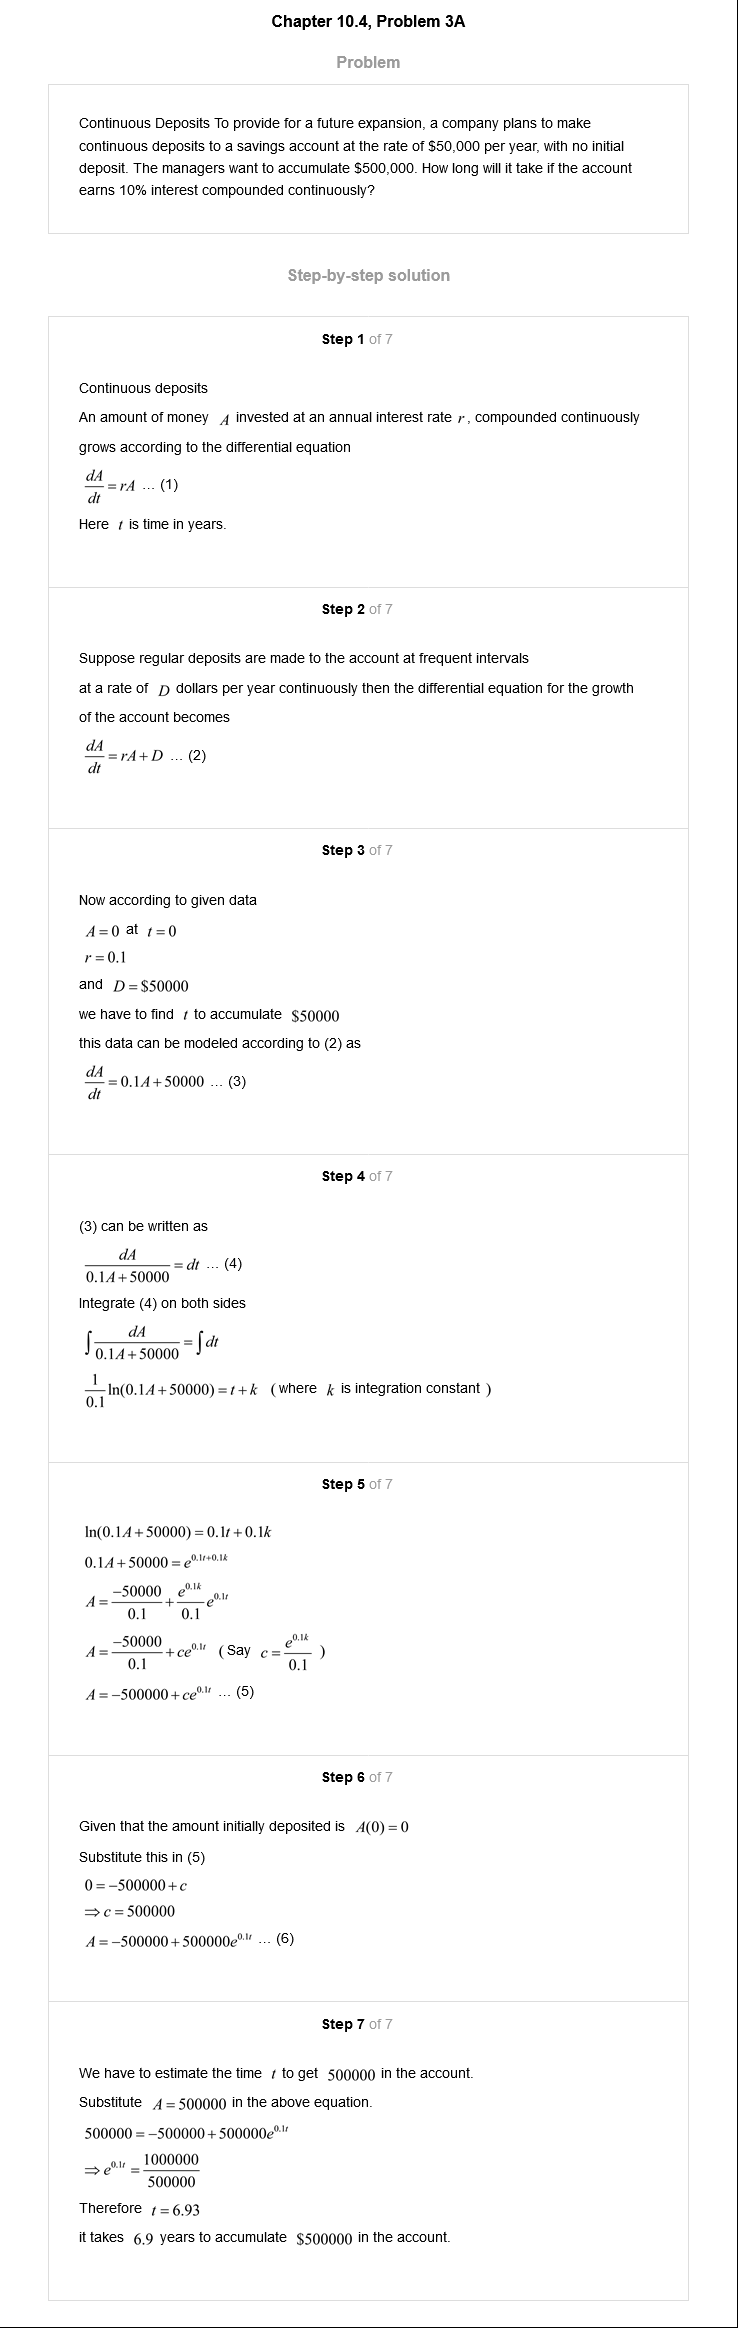 Chapter 10.4, Problem 3A
Problem
Continuous Deposits To provide for a future expansion, a company plans to make
continuous deposits to a savings account at the rate of $50,000 per year, with no initial
deposit. The managers want to accumulate $500,000. How long will it take if the account
earns 10% interest compounded continuously?
Step-by-step solution
Step 1 of 7
Continuous deposits
An amount of money A invested at an annual interest rate r, compounded continuously
grows according to the differential equation
dA/dt = rA ... (1)
Here t is time in years.
Step 2 of 7
Suppose regular deposits are made to the account at frequent intervals
at a rate of D dollars per year continuously then the differential equation for the growth
of the account becomes
dA/dt = rA + D ... (2)
Step 3 of 7
Now according to given data
A = 0 at t = 0
r = 0.1
and D = $50000
we have to find t to accumulate $50000
this data can be modeled according to (2) as
dA/dt = 0.1A + 50000 ... (3)
Step 4 of 7
(3) can be written as
dA/(0.1A + 50000) = dt ... (4)
Integrate (4) on both sides
∫ dA/(0.1A + 50000) = ∫ dt
1/0.1 ln(0.1A + 50000) = t + k (where k is integration constant)
Step 5 of 7
ln(0.1A + 50000) = 0.1t + 0.1k
0.1A + 50000 = e^(0.1t+0.1k)
A = -50000/0.1 + e^(0.1k)/0.1 e^(0.1t)
A = -50000/0.1 + ce^(0.1t) (Say c = e^(0.1k)/0.1)
A = -500000 + ce^(0.1t) ... (5)
Step 6 of 7
Given that the amount initially deposited is A(0) = 0
Substitute this in (5)
0 = -500000 + c
⇒ c = 500000
A = -500000 + 500000e^(0.1t) ... (6)
Step 7 of 7
We have to estimate the time t to get 500000 in the account.
Substitute A = 500000 in the above equation.
500000 = -500000 + 500000e^(0.1t)
⇒ e^(0.1t) = 1000000/500000
Therefore t = 6.93
it takes 6.9 years to accumulate $500000 in the account.